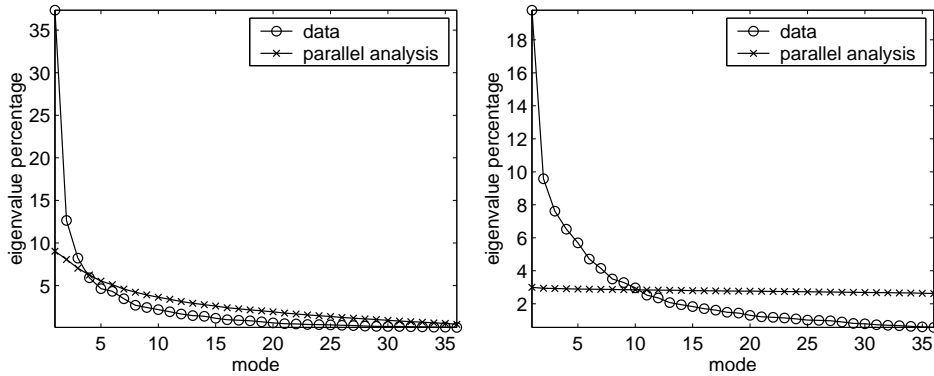 data
parallel analysis
35
30
25
20
15
10
5
eigenvalue percentage
5 10 15 20 25 30 35
mode
data
parallel analysis
18
16
14
12
10
8
6
4
2
eigenvalue percentage
5 10 15 20 25 30 35
mode